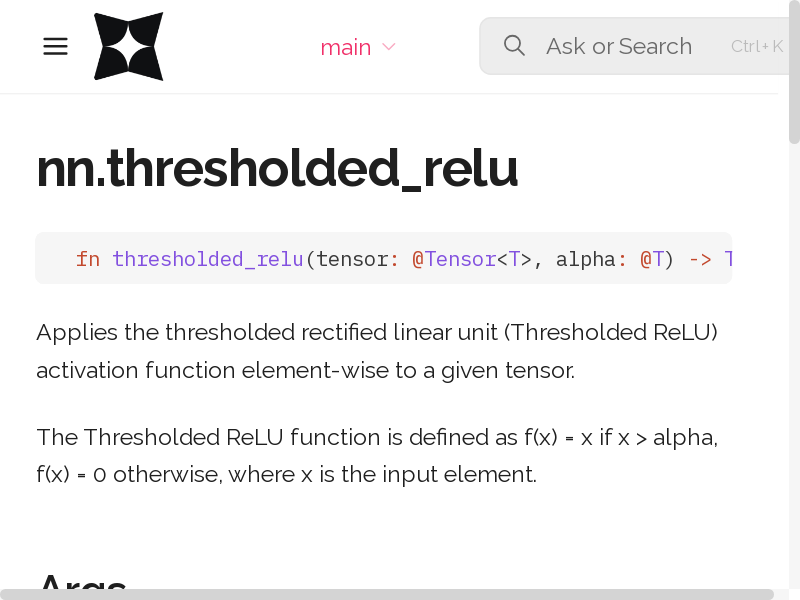 main
Ask or Search
Ctrl+K
nn.thresholded_relu
fn thresholded_relu(tensor: @Tensor<T>, alpha: @T) -> T
Applies the thresholded rectified linear unit (Thresholded ReLU)
activation function element-wise to a given tensor.
The Thresholded ReLU function is defined as f(x) = x if x > alpha,
f(x) = 0 otherwise, where x is the input element.
Args